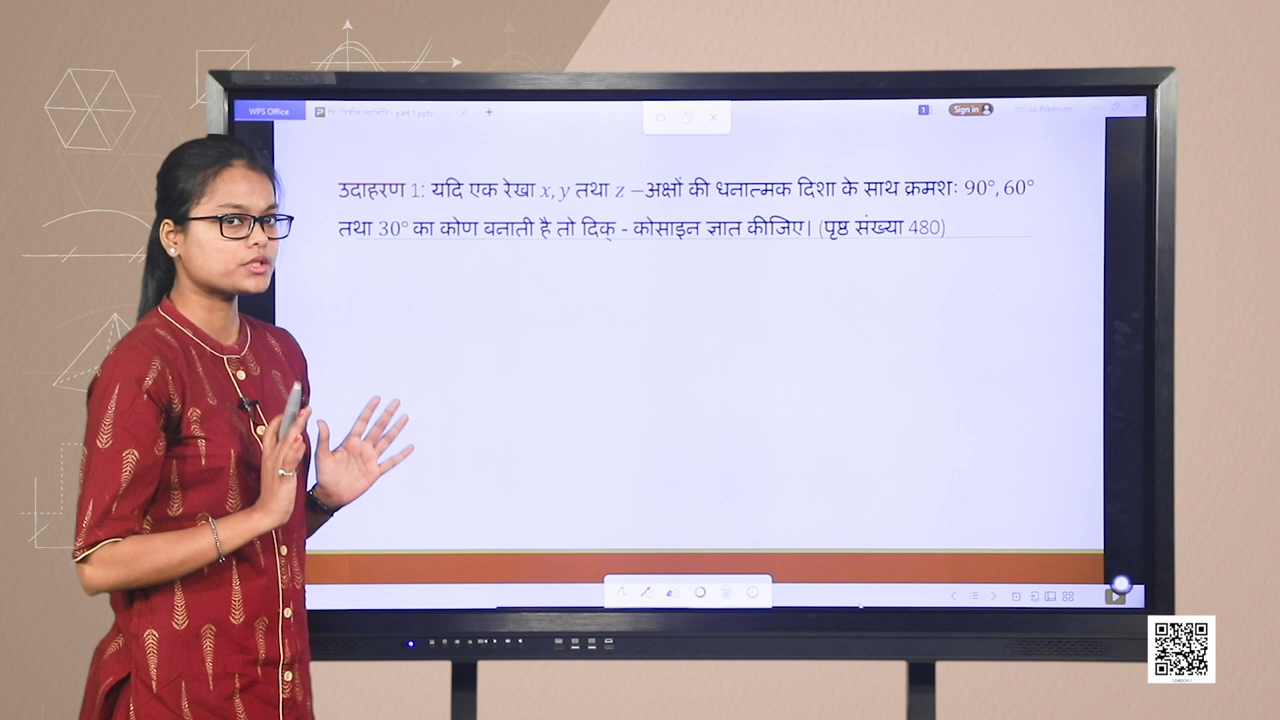 WPS Office
Sign in
उदाहरण 1: यदि एक रेखा x, y तथा z –अक्षों की धनात्मक दिशा के साथ क्रमशः 90°, 60°
तथा 30° का कोण बनाती है तो दिक् - कोसाइन ज्ञात कीजिए। (पृष्ठ संख्या 480)